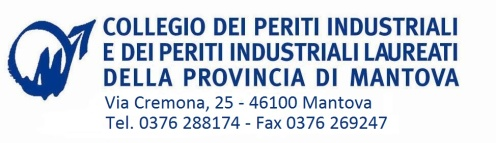 COLLEGIO DEI PERITI INDUSTRIALI
E DEI PERITI INDUSTRIALI LAUREATI
DELLA PROVINCIA DI MANTOVA
Via Cremona, 25 - 46100 Mantova
Tel. 0376 288174 - Fax 0376 269247